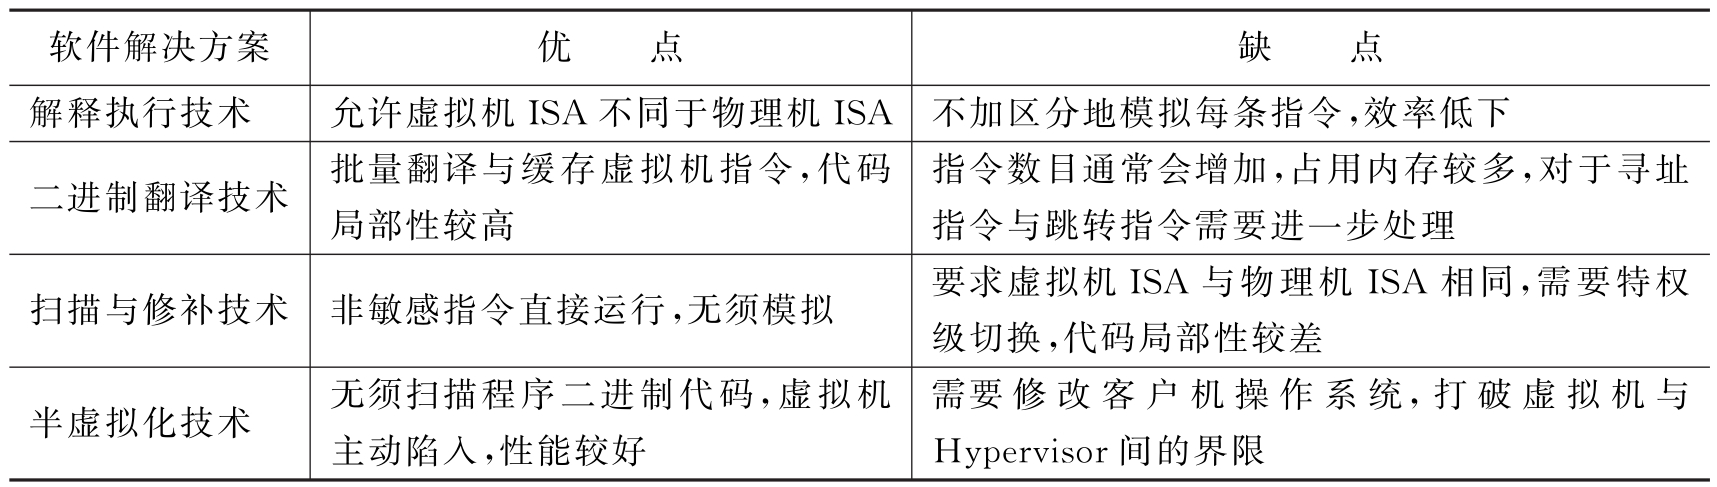 软件解决方案 优 点 缺 点
解释执行技术 允许虚拟机 ISA 不同于物理机 ISA 不加区分地模拟每条指令,效率低下
二进制翻译技术 批量翻译与缓存虚拟机指令,代码
局部性较高 指令数目通常会增加,占用内存较多,对于寻址
指令与跳转指令需要进一步处理
扫描与修补技术 非敏感指令直接运行,无须模拟 要求虚拟机 ISA 与物理机 ISA 相同,需要特权
级切换,代码局部性较差
半虚拟化技术 无须扫描程序二进制代码,虚拟机
主动陷入,性能较好 需要修改客户机操作系统,打破虚拟机与
Hypervisor 间的界限